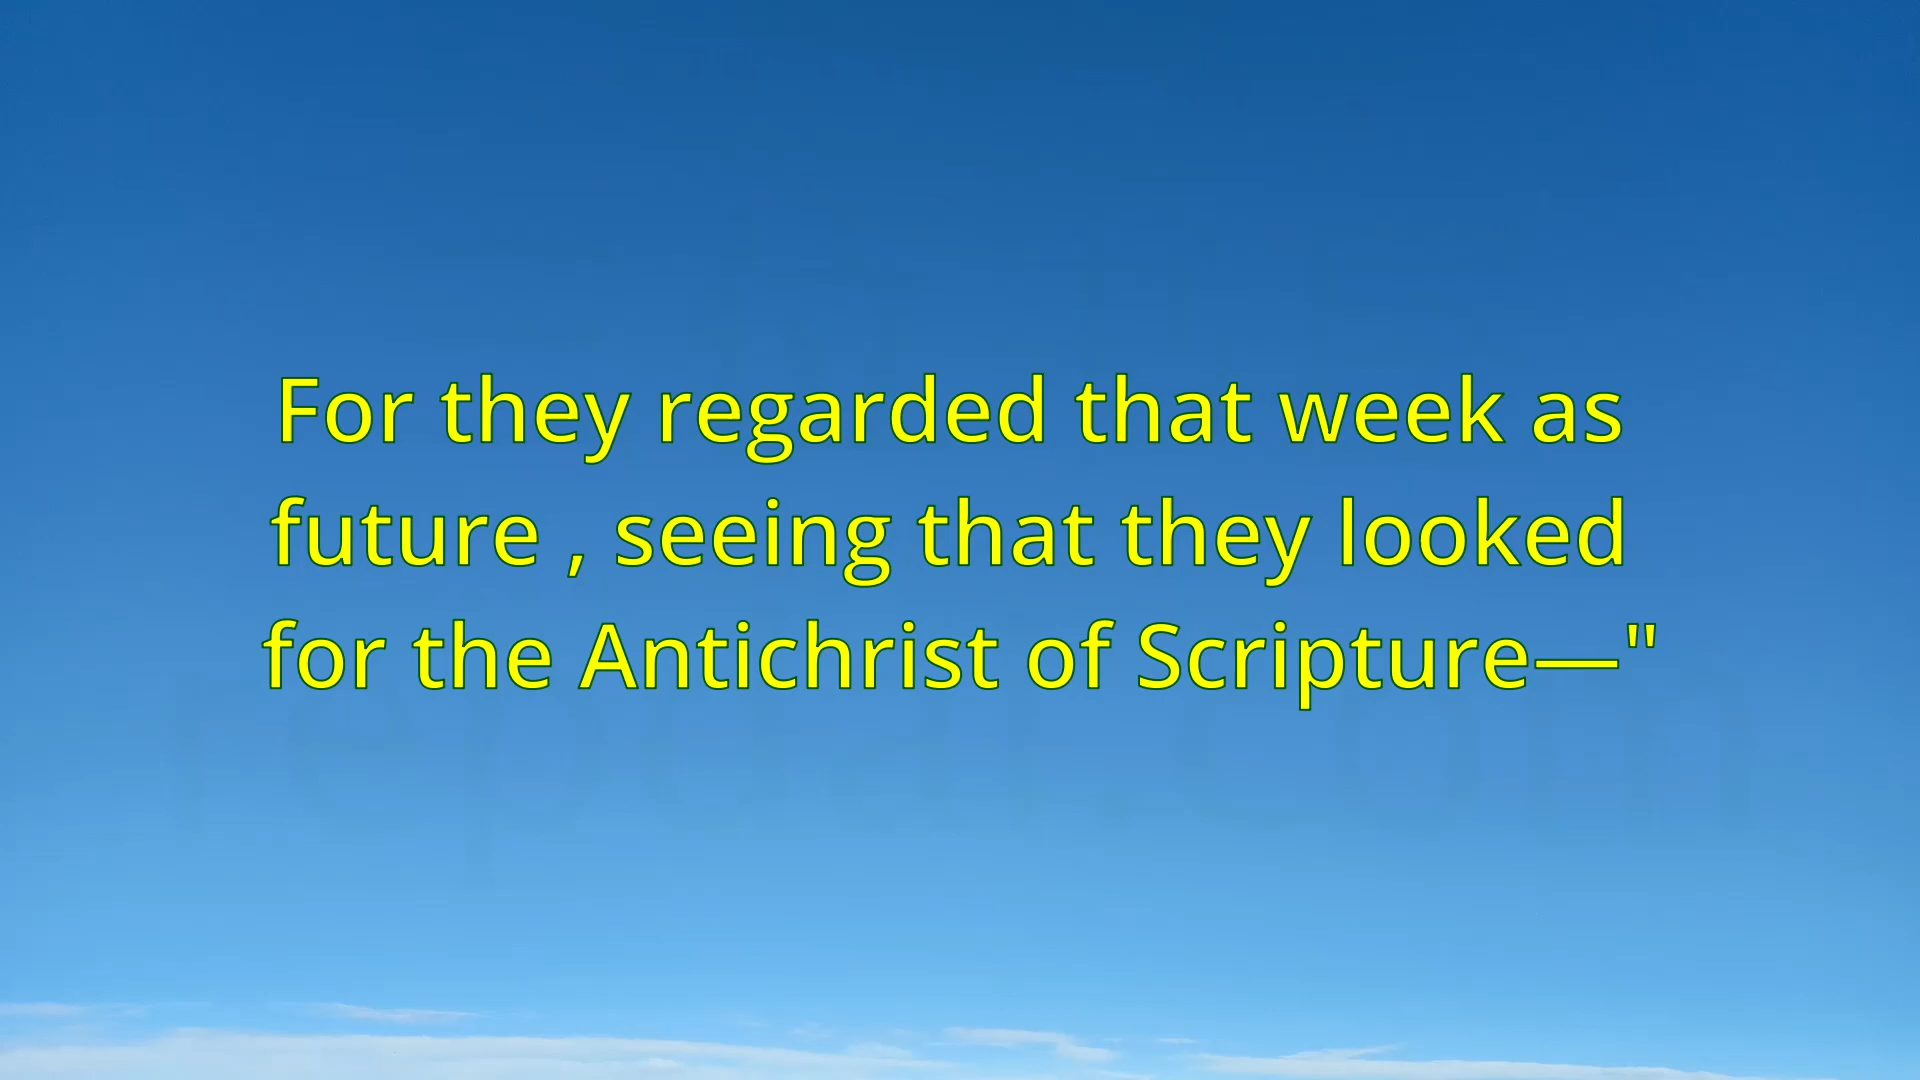 For they regarded that week as
future , seeing that they looked
for the Antichrist of Scripture—"